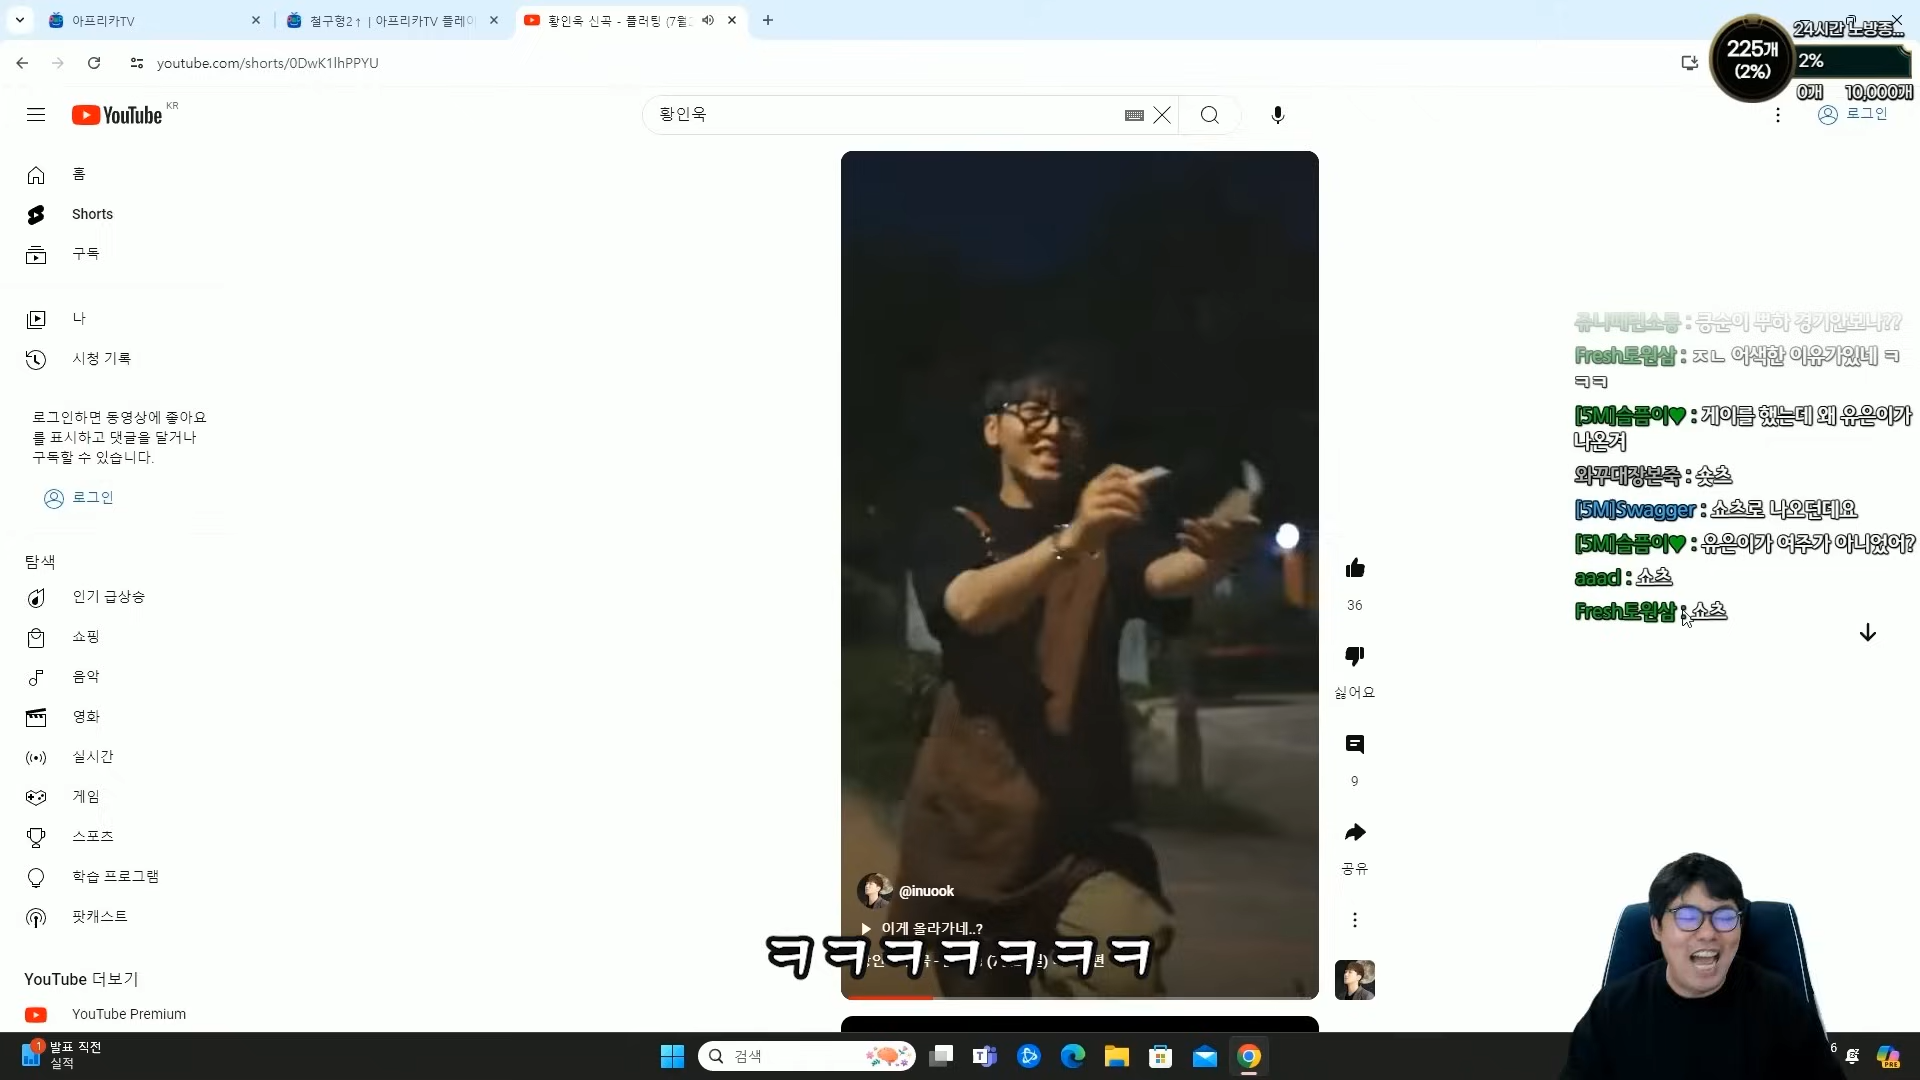 아프리카TV
철구형2↑ | 아프리카TV 플레이
황인욱 신곡 - 플러팅 (7월
youtube.com/shorts/0DwK1lhPPYU
225개
(2%)
24시간 노방종...
2%
0개 10,000개
YouTube KR
황인욱
로그인
홈
Shorts
구독
나
시청 기록
로그인하면 동영상에 좋아요
를 표시하고 댓글을 달거나
구독할 수 있습니다.
로그인
탐색
인기 급상승
쇼핑
음악
영화
실시간
게임
스포츠
학습 프로그램
팟캐스트
YouTube 더보기
YouTube Premium
36
싫어요
9
공유
@inuook
이게 올라가네..?
ㅋㅋㅋㅋㅋㅋㅋ
Fresh토원삼 : ㅈㄴ 어색한 이유가있네 ㅋ
ㅋㅋ
[5M]슬픔이♥ : 게이를 했는데 왜 유은이가
나온겨
와꾸대장본죽 : 숏츠
[5M]Swagger : 쇼츠로 나오던데요
[5M]슬픔이♥ : 유은이가 여주가 아니었어?
aaacl : 쇼츠
Fresh토원삼 : 쇼츠
1
발표 직전
실적
검색
6
PRE